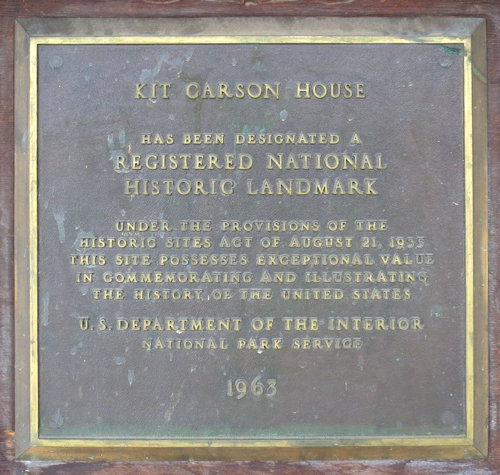 KIT CARSON HOUSE
HAS BEEN DESIGNATED A
REGISTERED NATIONAL
HISTORIC LANDMARK
UNDER THE PROVISIONS OF THE
HISTORIC SITES ACT OF AUGUST 21, 1935
THIS SITE POSSESSES EXCEPTIONAL VALUE
IN COMMEMORATING AND ILLUSTRATING
THE HISTORY OF THE UNITED STATES
U. S. DEPARTMENT OF THE INTERIOR
NATIONAL PARK SERVICE
1963